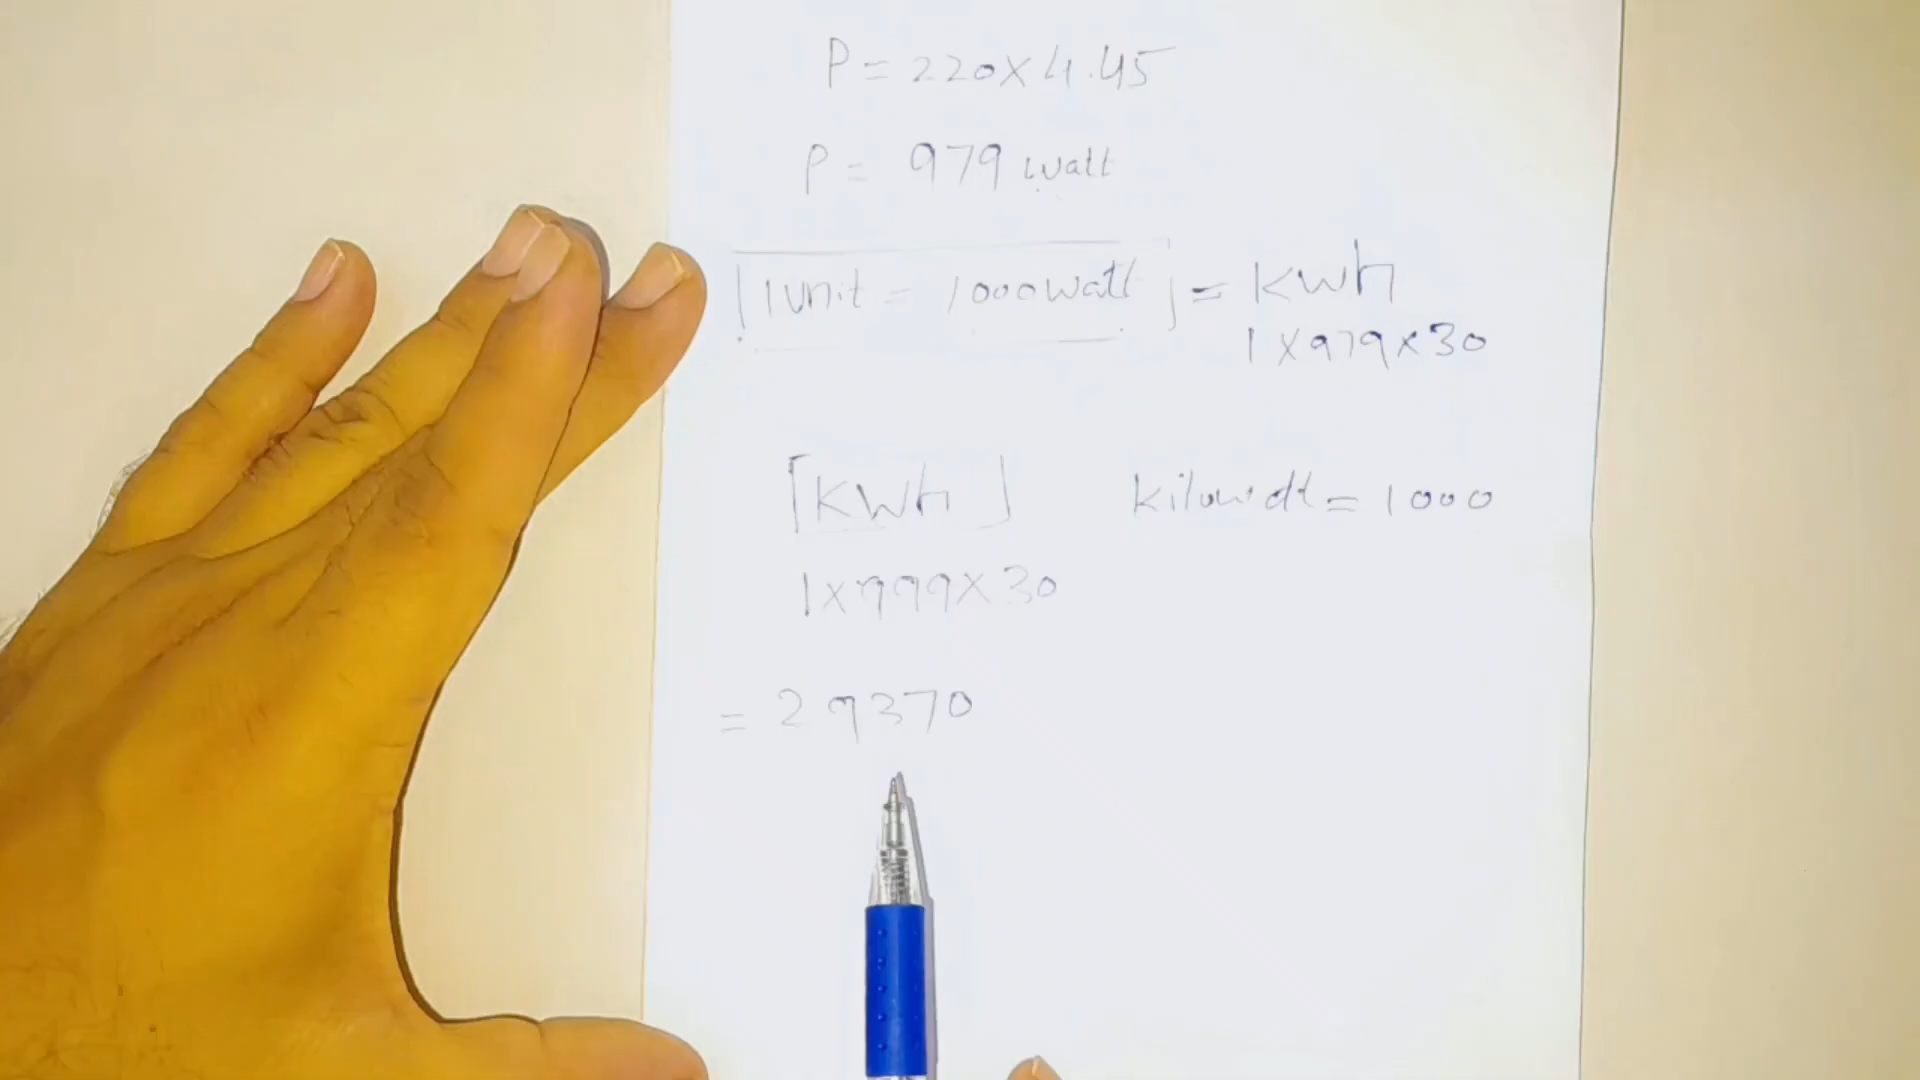 P = 220 x 4.45
P = 979 watt
1 Unit = 1000 watt = kwh
1 x 979 x 30
KWh kilowatt = 1000
1 x 979 x 30
= 29370